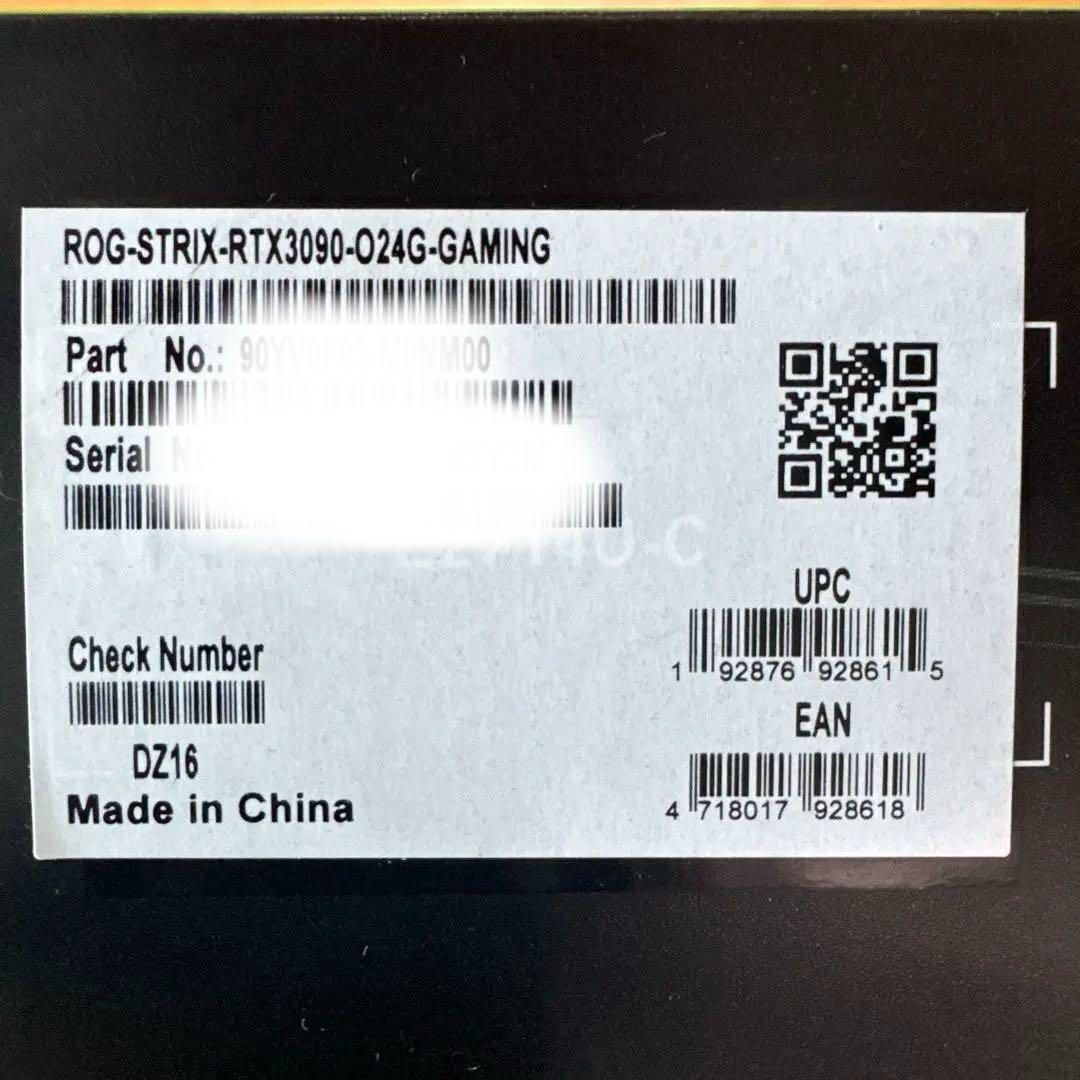 ROG-STRIX-RTX3090-O24G-GAMING
Part No.:
Serial
UPC
1 92876 92861 5
Check Number
EAN
DZ16
4 718017 928618
Made in China